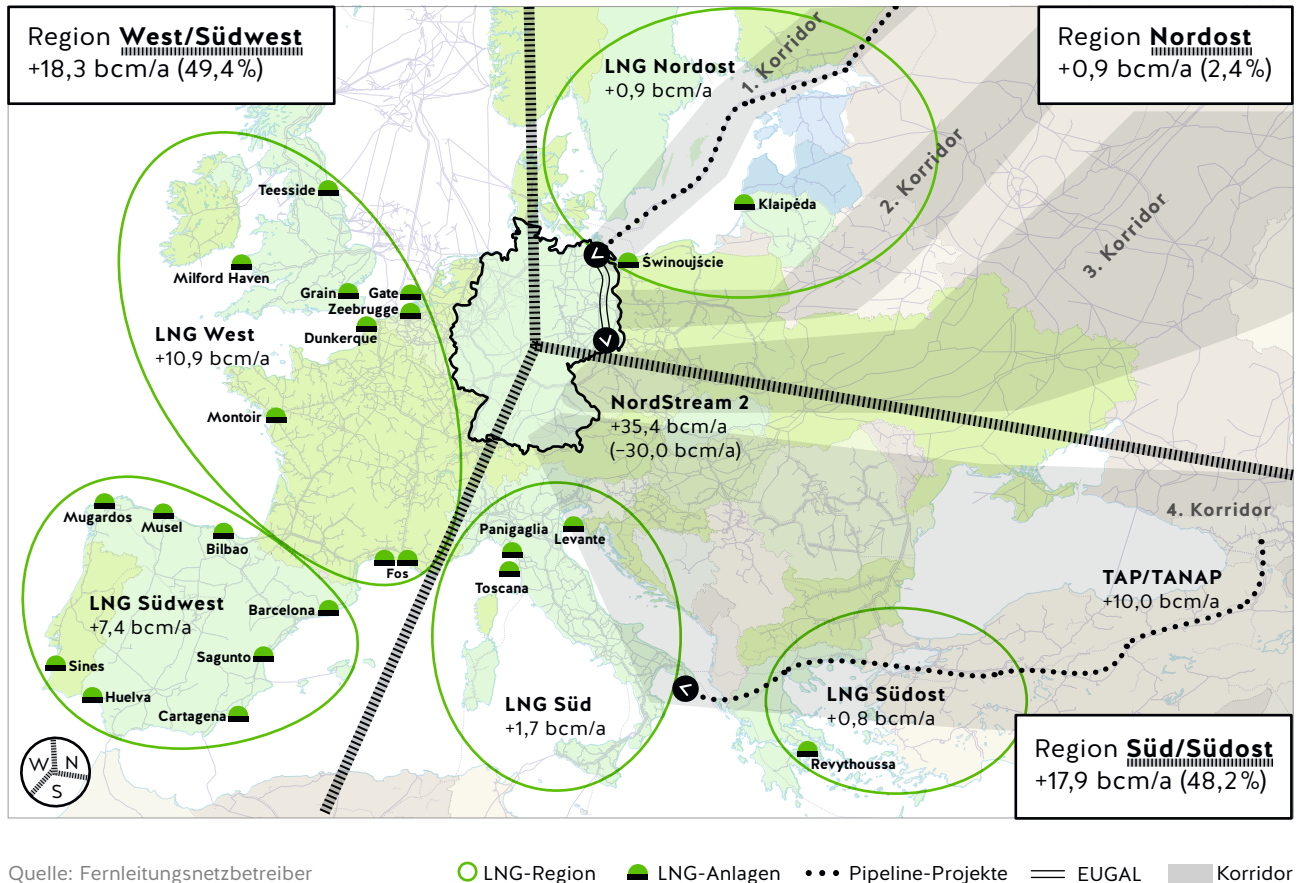 Region West/Südwest
+18,3 bcm/a (49,4 %)
Region Nordost
+0,9 bcm/a (2,4 %)
LNG Nordost
+0,9 bcm/a
1. Korridor
2. Korridor
3. Korridor
4. Korridor
Teesside
Milford Haven
Grain
Gate
Zeebrugge
Dunkerque
LNG West
+10,9 bcm/a
Montoir
Klaipėda
Świnoujście
NordStream 2
+35,4 bcm/a
(−30,0 bcm/a)
Mugardos
Musel
Bilbao
Fos
LNG Südwest
+7,4 bcm/a
Barcelona
Sagunto
Sines
Huelva
Cartagena
Panigaglia
Levante
Toscana
LNG Süd
+1,7 bcm/a
TAP/TANAP
+10,0 bcm/a
LNG Südost
+0,8 bcm/a
Revythoussa
Region Süd/Südost
+17,9 bcm/a (48,2 %)
W N
S
Quelle: Fernleitungsnetzbetreiber
LNG-Region LNG-Anlagen Pipeline-Projekte EUGAL Korridor